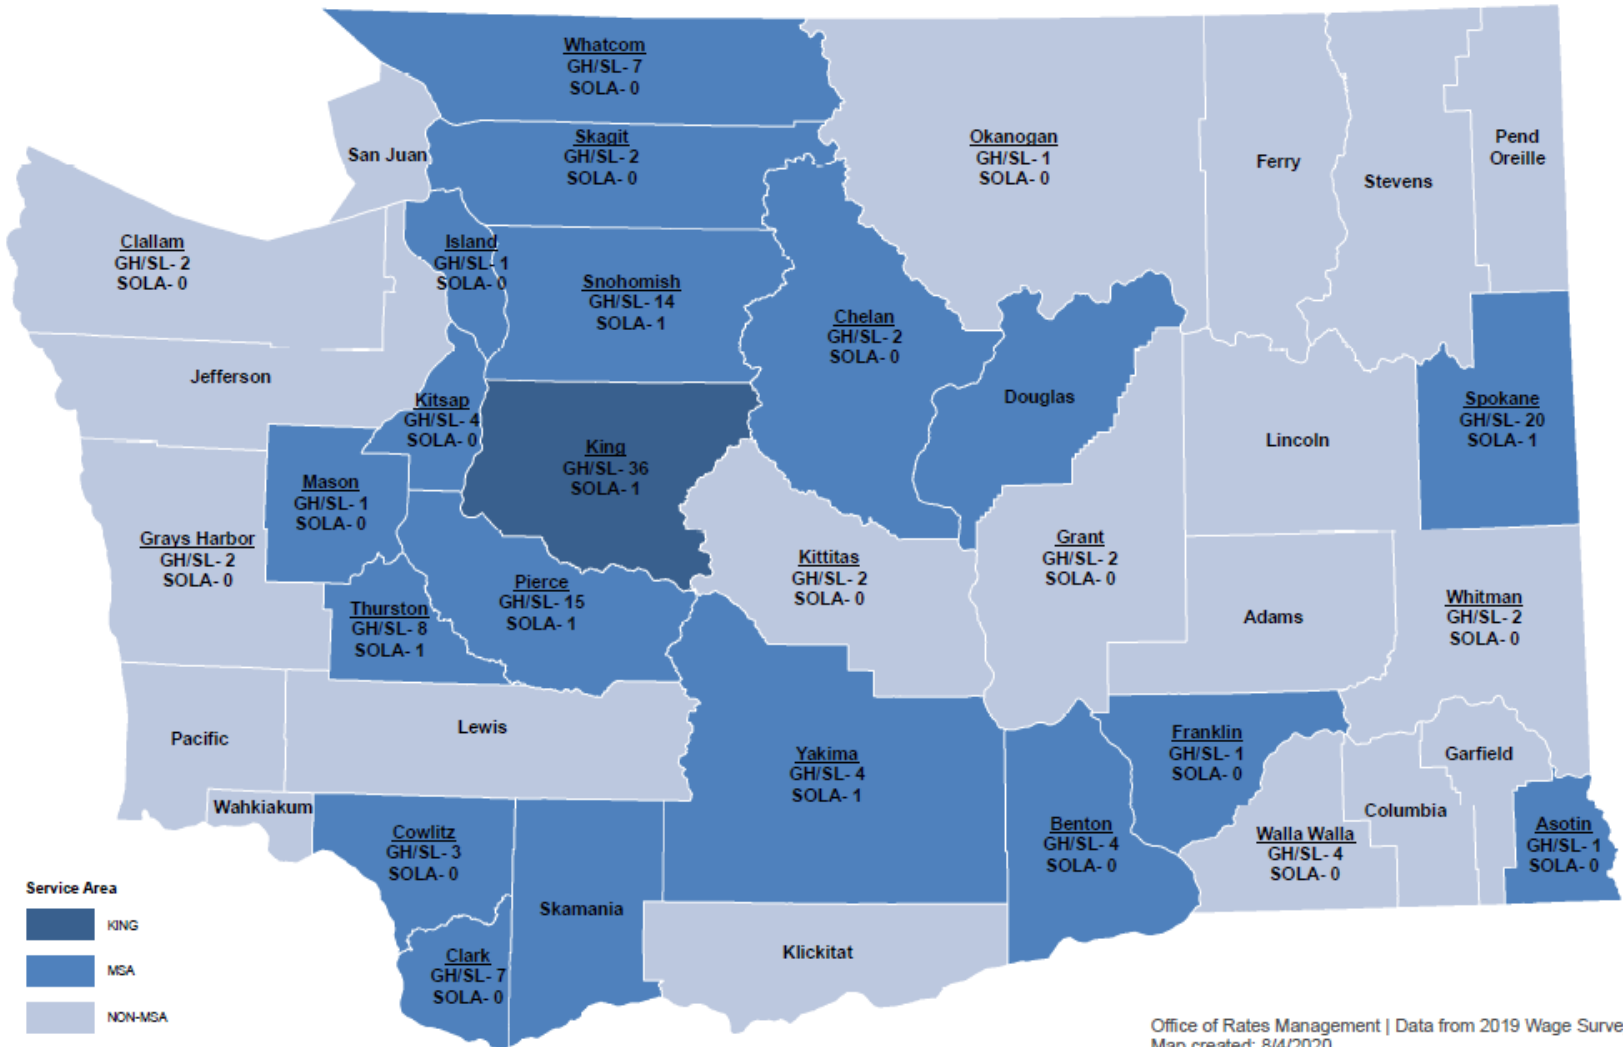 Whatcom
GH/SL- 7
SOLA- 0
Skagit
GH/SL- 2
SOLA- 0
San Juan
Okanogan
GH/SL- 1
SOLA- 0
Ferry
Stevens
Pend
Oreille
Clallam
GH/SL- 2
SOLA- 0
Island
GH/SL- 1
SOLA- 0
Snohomish
GH/SL- 14
SOLA- 1
Chelan
GH/SL- 2
SOLA- 0
Douglas
Jefferson
Kitsap
GH/SL- 4
SOLA- 0
King
GH/SL- 36
SOLA- 1
Lincoln
Spokane
GH/SL- 20
SOLA- 1
Mason
GH/SL- 1
SOLA- 0
Grays Harbor
GH/SL- 2
SOLA- 0
Thurston
GH/SL- 8
SOLA- 1
Pierce
GH/SL- 15
SOLA- 1
Kittitas
GH/SL- 2
SOLA- 0
Grant
GH/SL- 2
SOLA- 0
Adams
Whitman
GH/SL- 2
SOLA- 0
Pacific
Lewis
Yakima
GH/SL- 4
SOLA- 1
Franklin
GH/SL- 1
SOLA- 0
Garfield
Wahkiakum
Cowlitz
GH/SL- 3
SOLA- 0
Skamania
Benton
GH/SL- 4
SOLA- 0
Walla Walla
GH/SL- 4
SOLA- 0
Columbia
Asotin
GH/SL- 1
SOLA- 0
Clark
GH/SL- 7
SOLA- 0
Klickitat
Service Area
KING
MSA
NON-MSA
Office of Rates Management | Data from 2019 Wage Surve
Map created: 8/4/2020